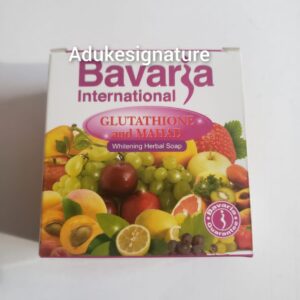 Adukesignature
Bavaria
International
GLUTATHIONE
and MAHAD
Whitening Herbal Soap
Bavaria
Guarantee